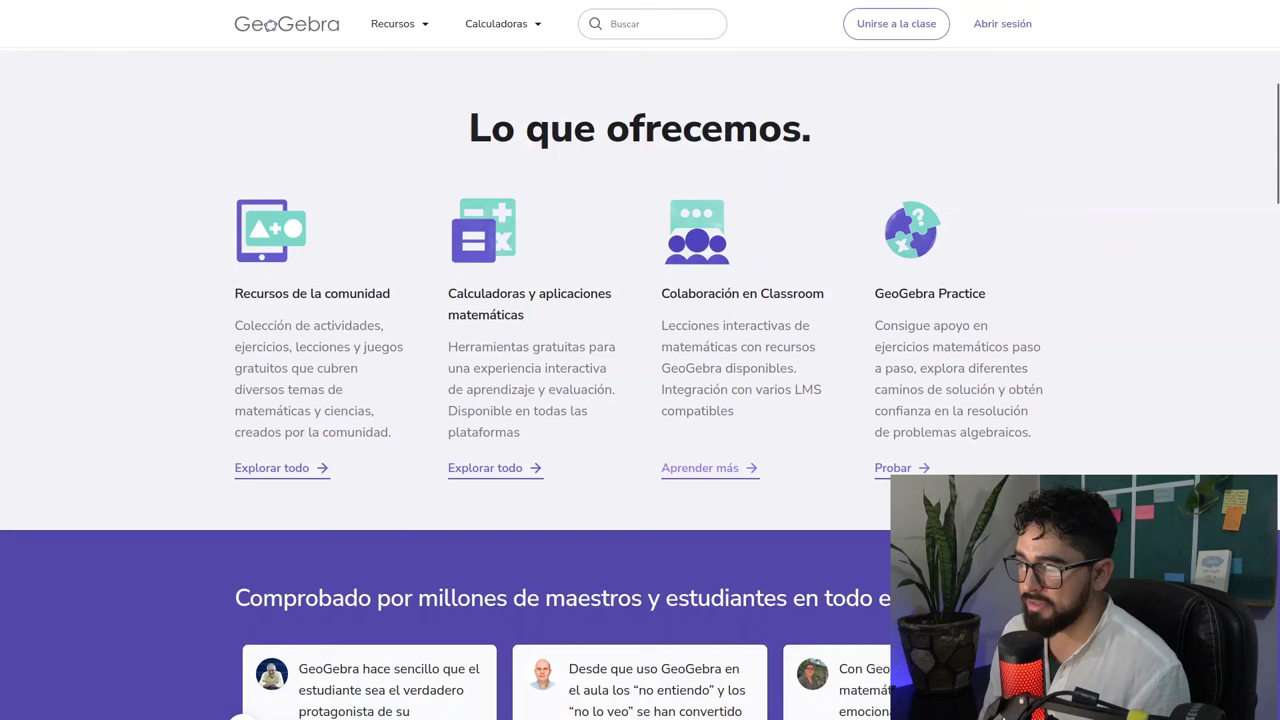 GeoGebra
Recursos
Calculadoras
Buscar
Unirse a la clase
Abrir sesión
Lo que ofrecemos.
Recursos de la comunidad
Colección de actividades,
ejercicios, lecciones y juegos
gratuitos que cubren
diversos temas de
matemáticas y ciencias,
creados por la comunidad.
Explorar todo
Calculadoras y aplicaciones
matemáticas
Herramientas gratuitas para
una experiencia interactiva
de aprendizaje y evaluación.
Disponible en todas las
plataformas
Explorar todo
Colaboración en Classroom
Lecciones interactivas de
matemáticas con recursos
GeoGebra disponibles.
Integración con varios LMS
compatibles
Aprender más
GeoGebra Practice
Consigue apoyo en
ejercicios matemáticos paso
a paso, explora diferentes
caminos de solución y obtén
confianza en la resolución
de problemas algebraicos.
Probar
Comprobado por millones de maestros y estudiantes en todo e
GeoGebra hace sencillo que el
estudiante sea el verdadero
protagonista de su
Desde que uso GeoGebra en
el aula los “no entiendo” y los
“no lo veo” se han convertido
Con Geo
matemát
emocion